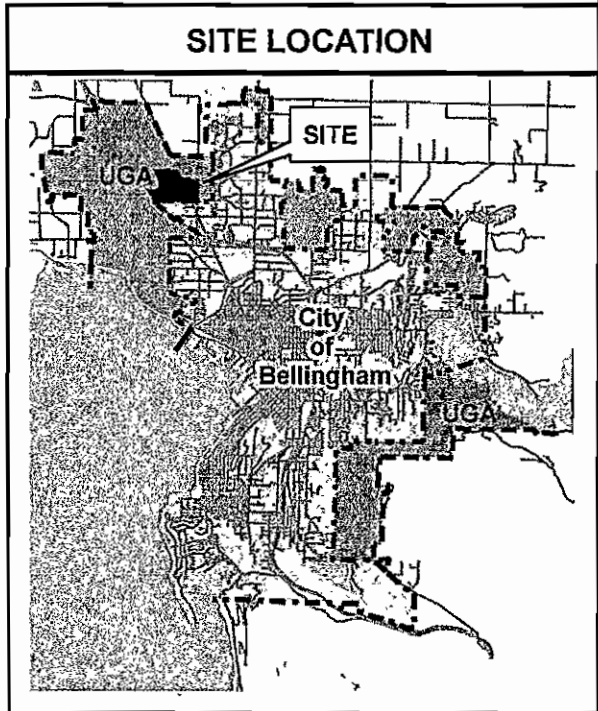 SITE LOCATION
SITE
UGA
City
of
Bellingham
UGA